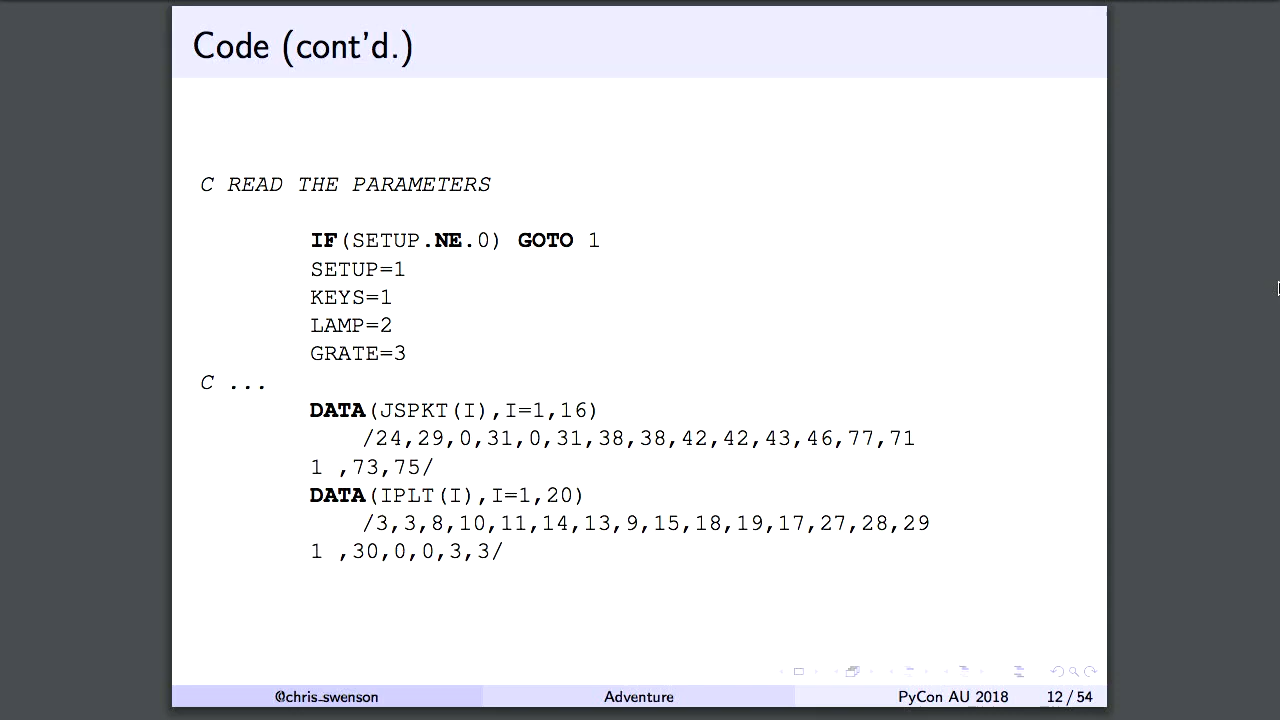 Code (cont'd.)
C READ THE PARAMETERS
IF(SETUP.NE.0) GOTO 1
SETUP=1
KEYS=1
LAMP=2
GRATE=3
C ...
DATA(JSPKT(I),I=1,16)
/24,29,0,31,0,31,38,38,42,42,43,46,77,71
1 ,73,75/
DATA(IPLT(I),I=1,20)
/3,3,8,10,11,14,13,9,15,18,19,17,27,28,29
1 ,30,0,0,3,3/
@chris_swenson Adventure PyCon AU 2018 12 / 54